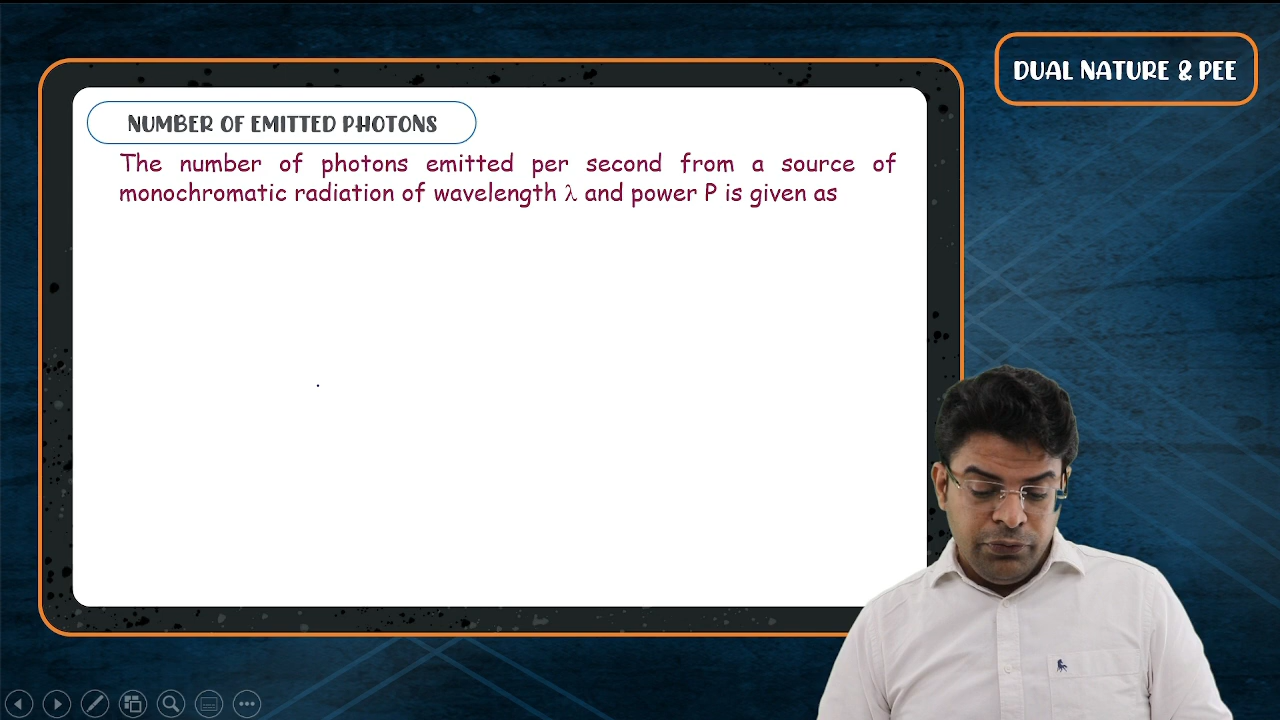 DUAL NATURE & PEE
NUMBER OF EMITTED PHOTONS
The number of photons emitted per second from a source of
monochromatic radiation of wavelength λ and power P is given as